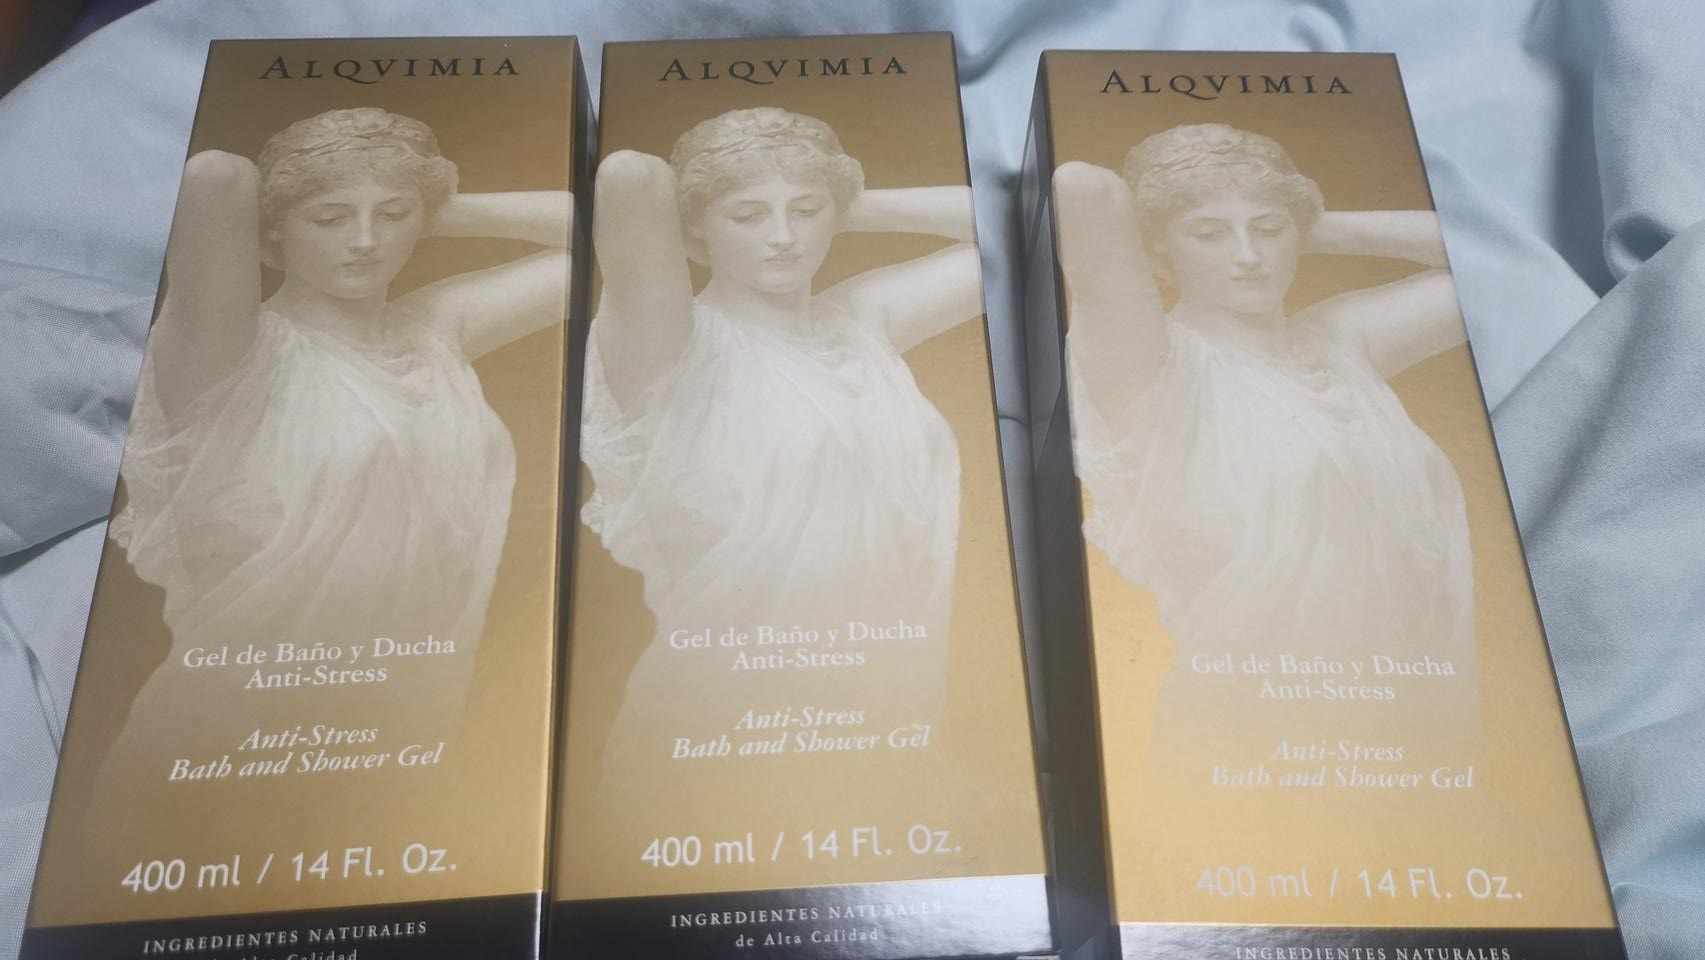 ALQVIMIA
Gel de Baño y Ducha
Anti-Stress
Anti-Stress
Bath and Shower Gel
400 ml / 14 Fl. Oz.
INGREDIENTES NATURALES
de Alta Calidad
ALQVIMIA
Gel de Baño y Ducha
Anti-Stress
Anti-Stress
Bath and Shower Gel
400 ml / 14 Fl. Oz.
INGREDIENTES NATURALES
de Alta Calidad
ALQVIMIA
Gel de Baño y Ducha
Anti-Stress
Anti-Stress
Bath and Shower Gel
400 ml / 14 Fl. Oz.
INGREDIENTES NATURALES